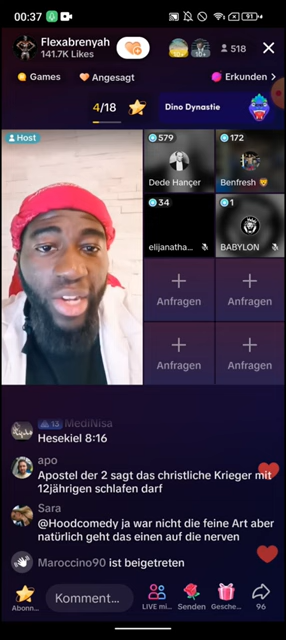 00:37
91
Flexabrenyah
141.7K Likes
518
Games
Angesagt
Erkunden
4/18
Dino Dynastie
Host
579
Dede Hançer
172
Benfresh
34
elijanatha...
1
BABYLON
Anfragen
Anfragen
Anfragen
Anfragen
13 MediNisa
Hesekiel 8:16
apo
Apostel der 2 sagt das christliche Krieger mit
12jährigen schlafen darf
Sara
@Hoodcomedy ja war nicht die feine Art aber
natürlich geht das einen auf die nerven
Maroccino90 ist beigetreten
Abonn...
Komment...
LIVE mi...
Senden
Gesche...
96